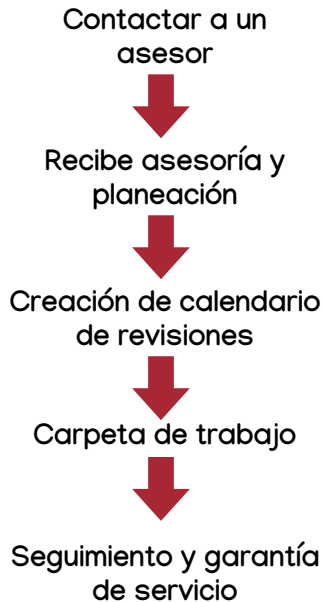 Contactar a un
asesor
Recibe asesoría y
planeación
Creación de calendario
de revisiones
Carpeta de trabajo
Seguimiento y garantía
de servicio